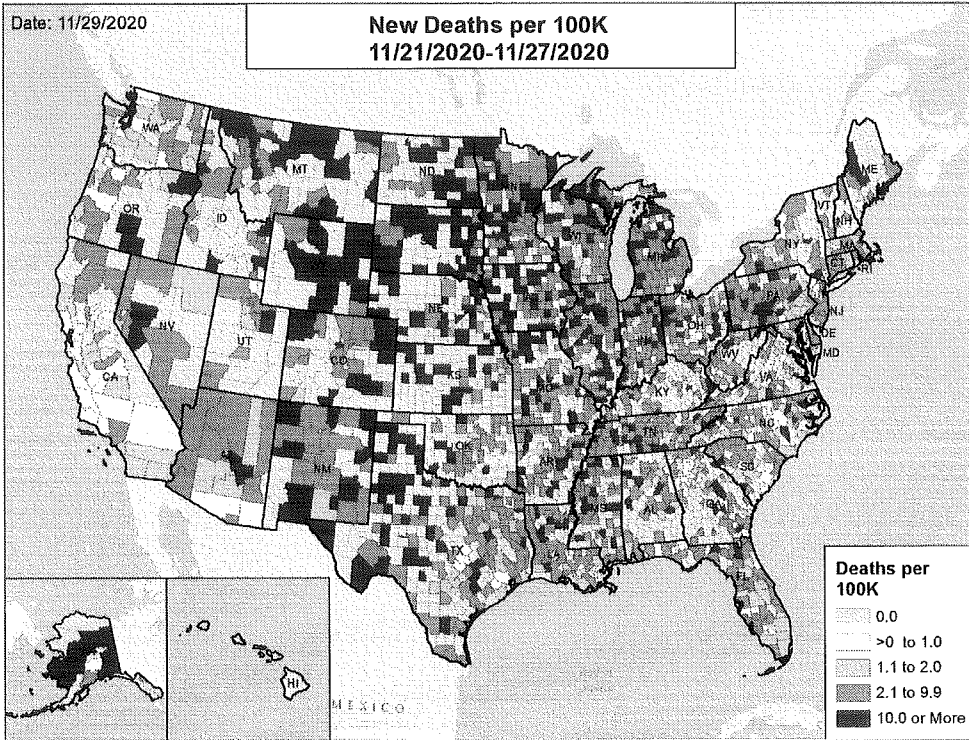 Date: 11/29/2020
New Deaths per 100K
11/21/2020-11/27/2020
WA
MT
ND
ME
OR
ID
VT
NH
NY
MA
CT
RI
WI
MI
PA
NJ
NE
OH
DE
MD
NV
UT
CO
WV
VA
CA
KS
KY
NC
TN
OK
AR
NM
SC
MS
AL
GA
TX
LA
FL
HI
MEXICO
Deaths per
100K
0.0
>0 to 1.0
1.1 to 2.0
2.1 to 9.9
10.0 or More